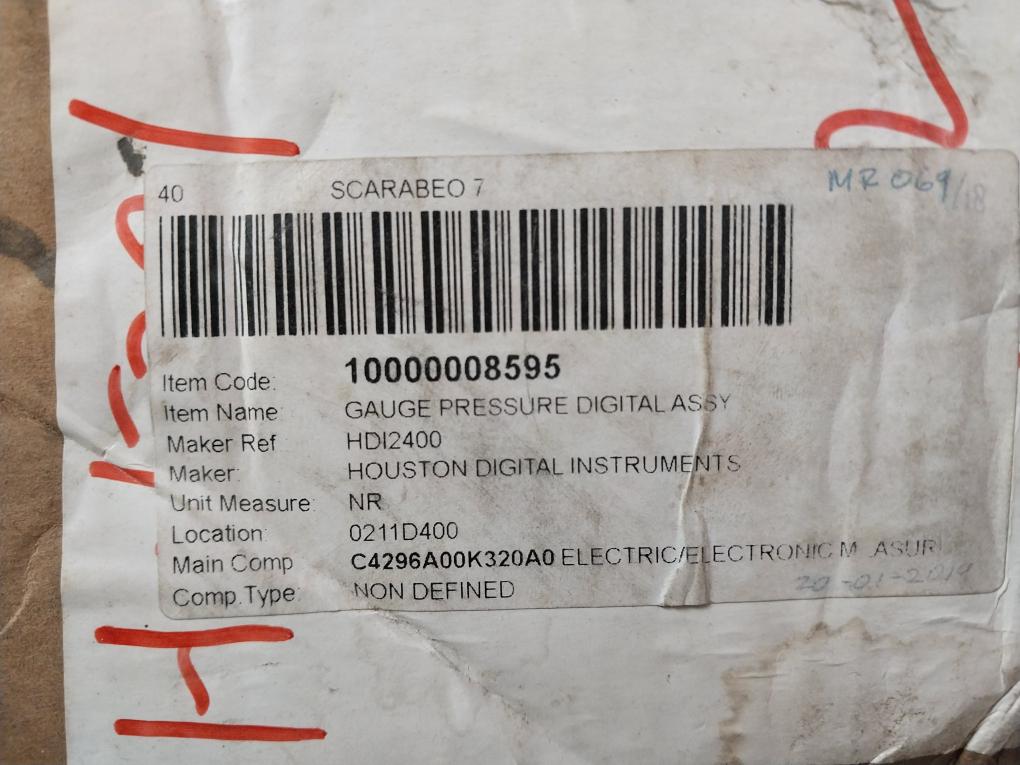 40 SCARABEO 7 MR 069/18
Item Code: 10000008595
Item Name: GAUGE PRESSURE DIGITAL ASSY
Maker Ref HDI2400
Maker: HOUSTON DIGITAL INSTRUMENTS
Unit Measure: NR
Location: 0211D400
Main Comp C4296A00K320A0 ELECTRIC/ELECTRONIC
Comp.Type: NON DEFINED
20-01-2019